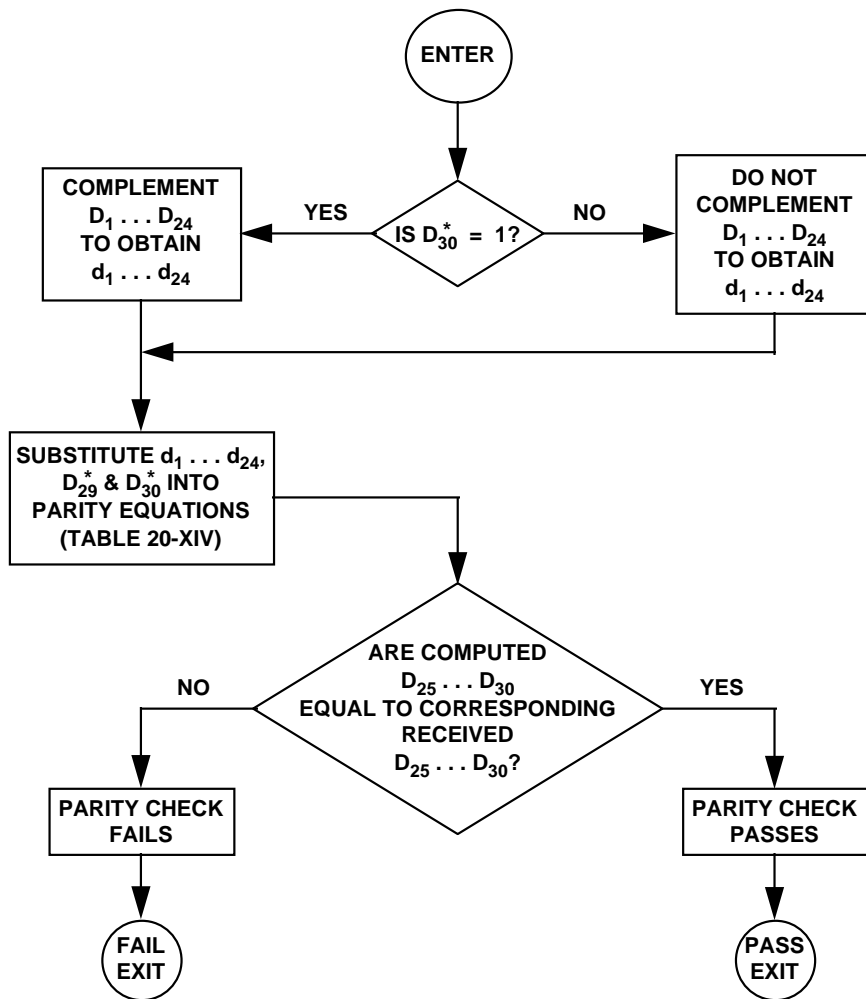 ENTER
COMPLEMENT
D₁ . . . D₂₄
TO OBTAIN
d₁ . . . d₂₄
YES
IS D*₃₀ = 1?
NO
DO NOT
COMPLEMENT
D₁ . . . D₂₄
TO OBTAIN
d₁ . . . d₂₄
SUBSTITUTE d₁ . . . d₂₄,
D*₂₉ & D*₃₀ INTO
PARITY EQUATIONS
(TABLE 20-XIV)
ARE COMPUTED
D₂₅ . . . D₃₀
EQUAL TO CORRESPONDING
RECEIVED
D₂₅ . . . D₃₀?
NO
YES
PARITY CHECK
FAILS
PARITY CHECK
PASSES
FAIL
EXIT
PASS
EXIT